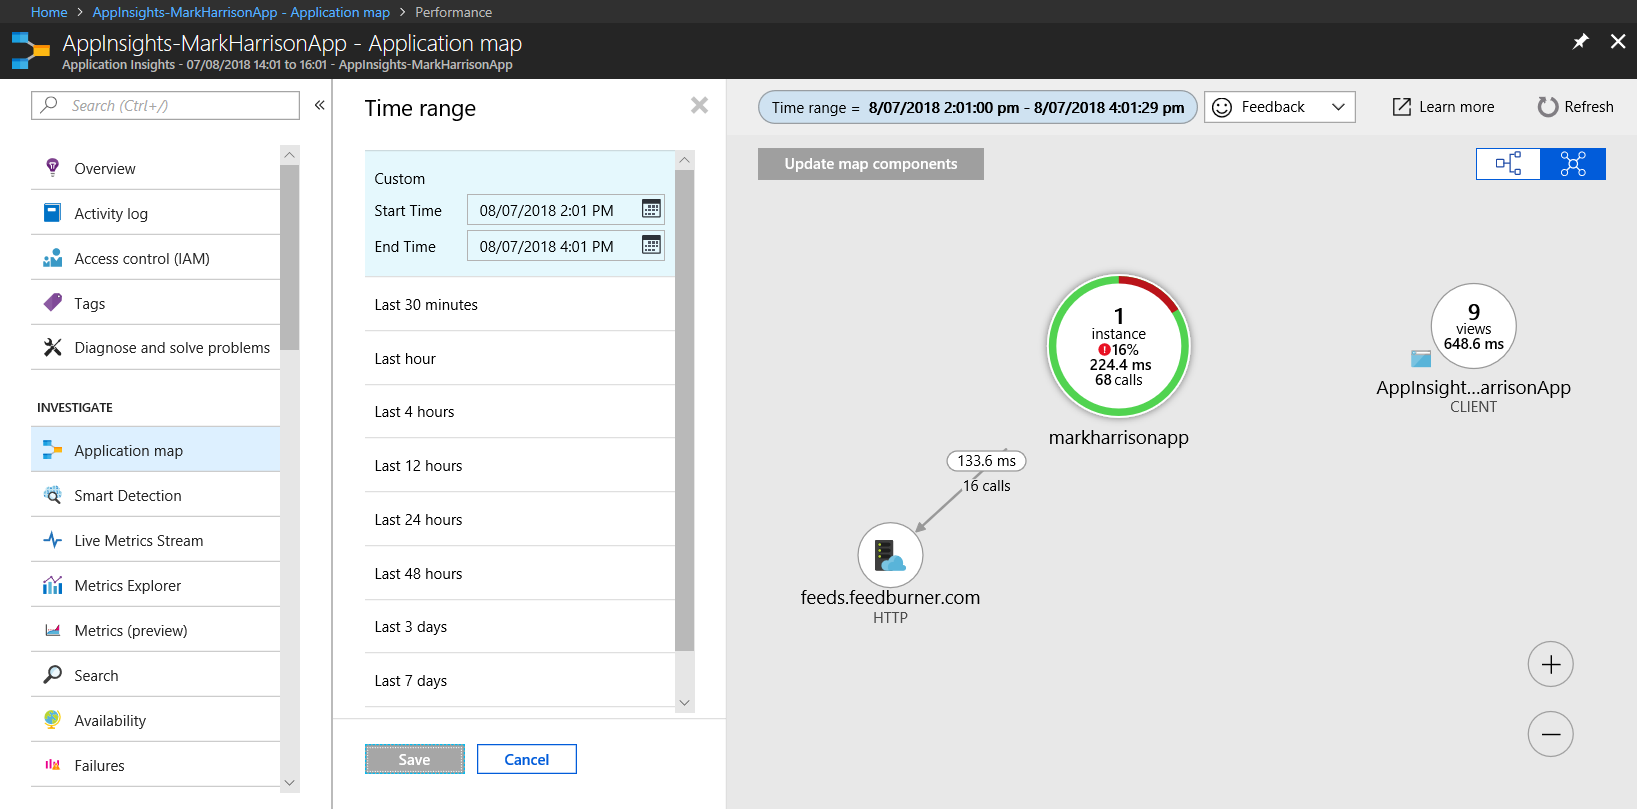 Home > AppInsights-MarkHarrisonApp - Application map > Performance
AppInsights-MarkHarrisonApp - Application map
Application Insights - 07/08/2018 14:01 to 16:01 - AppInsights-MarkHarrisonApp
Search (Ctrl+/)
«
Overview
Activity log
Access control (IAM)
Tags
Diagnose and solve problems
INVESTIGATE
Application map
Smart Detection
Live Metrics Stream
Metrics Explorer
Metrics (preview)
Search
Availability
Failures
Time range
Custom
Start Time 08/07/2018 2:01 PM
End Time 08/07/2018 4:01 PM
Last 30 minutes
Last hour
Last 4 hours
Last 12 hours
Last 24 hours
Last 48 hours
Last 3 days
Last 7 days
Save Cancel
Time range = 8/07/2018 2:01:00 pm - 8/07/2018 4:01:29 pm
Feedback
Learn more
Refresh
Update map components
1
instance
16%
224.4 ms
68 calls
markharrisonapp
9
views
648.6 ms
AppInsight...arrisonApp
CLIENT
133.6 ms
16 calls
feeds.feedburner.com
HTTP